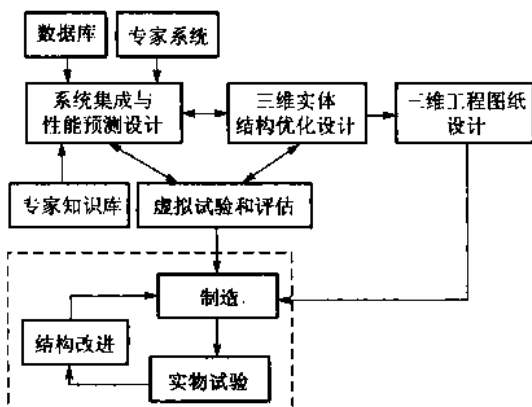 数据库
专家系统
系统集成与
性能预测设计
三维实体
结构优化设计
二维工程图纸
设计
专家知识库
虚拟试验和评估
制造
结构改进
实物试验